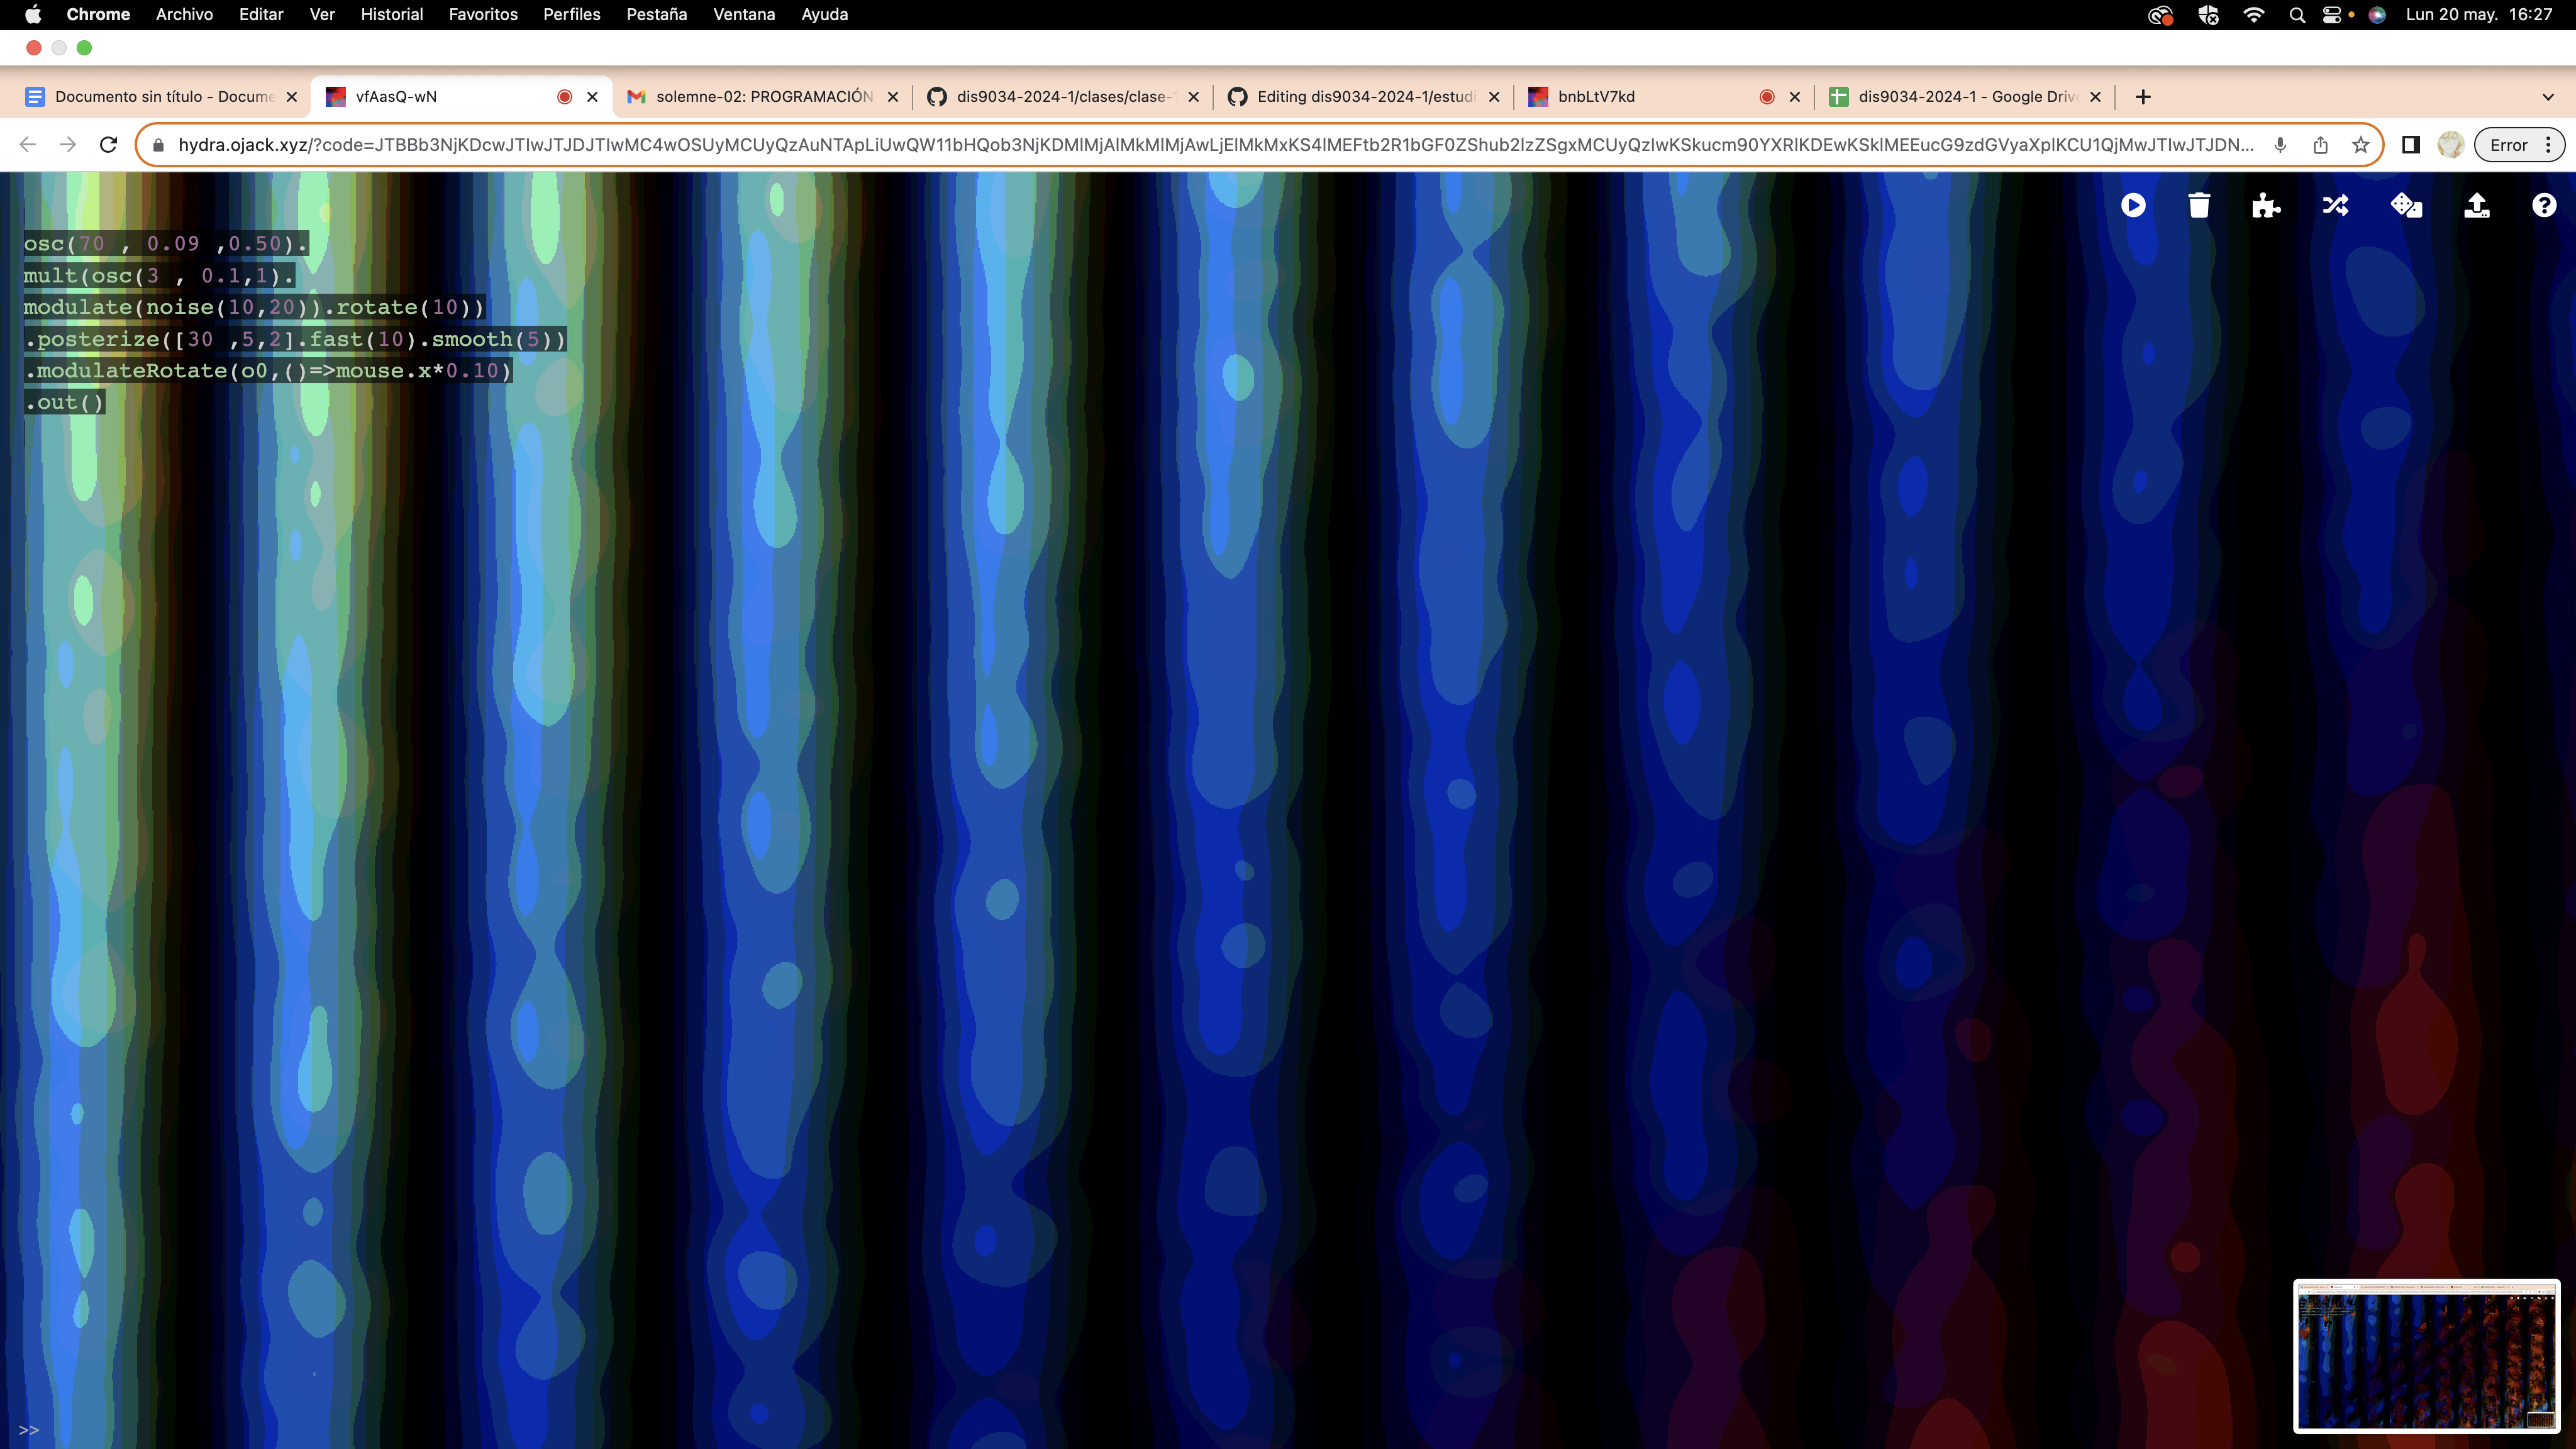 Chrome Archivo Editar Ver Historial Favoritos Perfiles Pestaña Ventana Ayuda Lun 20 may. 16:27
Documento sin título - Docume vfAasQ-wN solemne-02: PROGRAMACIÓN dis9034-2024-1/clases/clase- Editing dis9034-2024-1/estudi bnbLtV7kd dis9034-2024-1 - Google Drive
hydra.ojack.xyz/?code=JTBBb3NjKDcwJTIwJTJDJTIwMC4wOSUyMCUyQzAuNTApLiUwQW11bHQob3NjKDMlMjAlMkMlMjAwLjElMkMxKS4lMEFtb2R1bGF0ZShub2lzZSgxMCUyQzIwKSkucm90YXRlKDEwKSklMEEucG9zdGVyaXplKCU1QjMwJTIwJTJDN... Error
osc(70 , 0.09 ,0.50).
mult(osc(3 , 0.1,1).
modulate(noise(10,20)).rotate(10))
.posterize([30 ,5,2].fast(10).smooth(5))
.modulateRotate(o0,()=>mouse.x*0.10)
.out()
>>